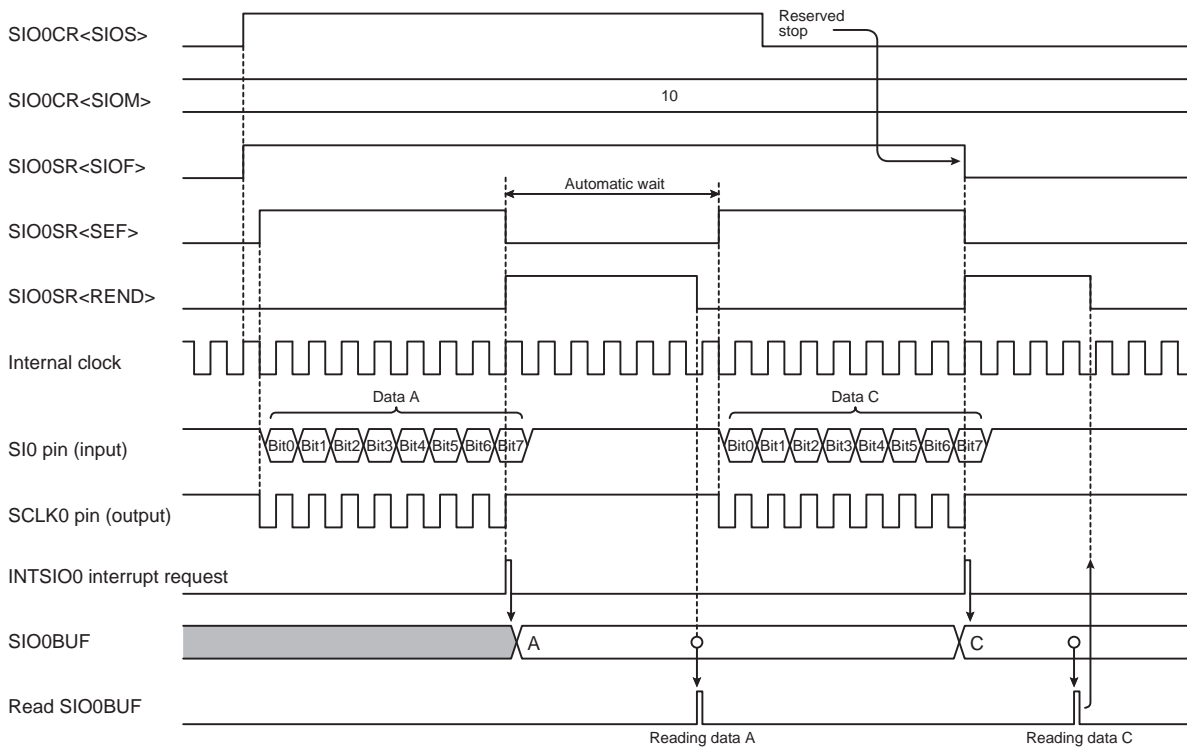 Reserved
stop
SIO0CR<SIOS>
SIO0CR<SIOM>
10
SIO0SR<SIOF>
Automatic wait
SIO0SR<SEF>
SIO0SR<REND>
Internal clock
Data A
Data C
SI0 pin (input)
Bit0 Bit1 Bit2 Bit3 Bit4 Bit5 Bit6 Bit7
Bit0 Bit1 Bit2 Bit3 Bit4 Bit5 Bit6 Bit7
SCLK0 pin (output)
INTSIO0 interrupt request
SIO0BUF
A
C
Read SIO0BUF
Reading data A
Reading data C